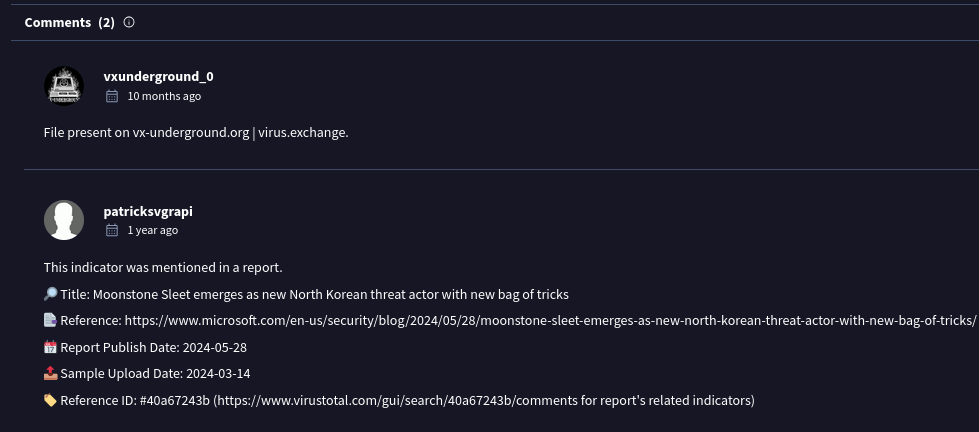 Comments (2)
vxunderground_0
10 months ago
File present on vx-underground.org | virus.exchange.
patricksvgrapi
1 year ago
This indicator was mentioned in a report.
🔎 Title: Moonstone Sleet emerges as new North Korean threat actor with new bag of tricks
📑 Reference: https://www.microsoft.com/en-us/security/blog/2024/05/28/moonstone-sleet-emerges-as-new-north-korean-threat-actor-with-new-bag-of-tricks/
📅 Report Publish Date: 2024-05-28
📤 Sample Upload Date: 2024-03-14
🏷️ Reference ID: #40a67243b (https://www.virustotal.com/gui/search/40a67243b/comments for report's related indicators)